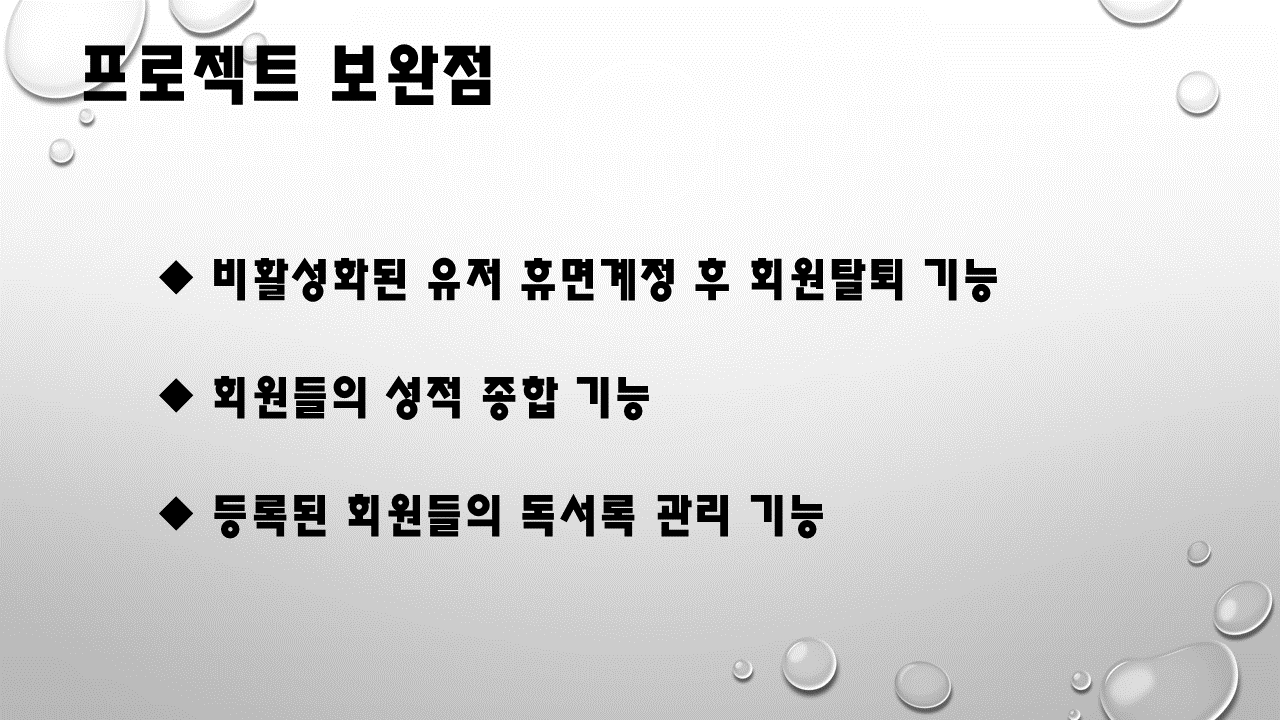 프로젝트 보완점
◆ 비활성화된 유저 휴면계정 후 회원탈퇴 기능
◆ 회원들의 성적 종합 기능
◆ 등록된 회원들의 독서록 관리 기능